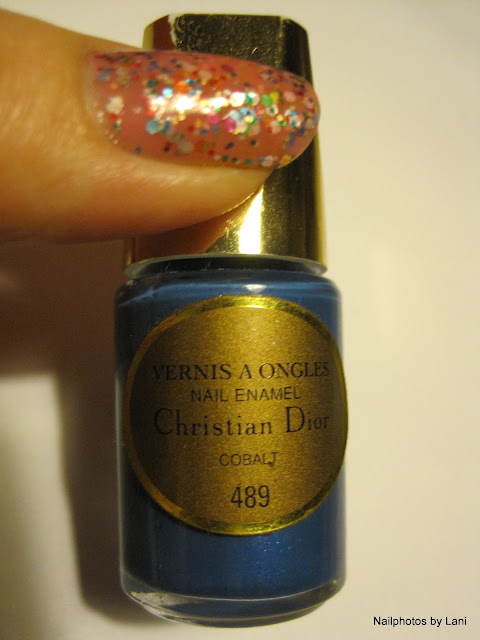 VERNIS A ONGLES
NAIL ENAMEL
Christian Dior
COBALT
489
Nailphotos by Lani